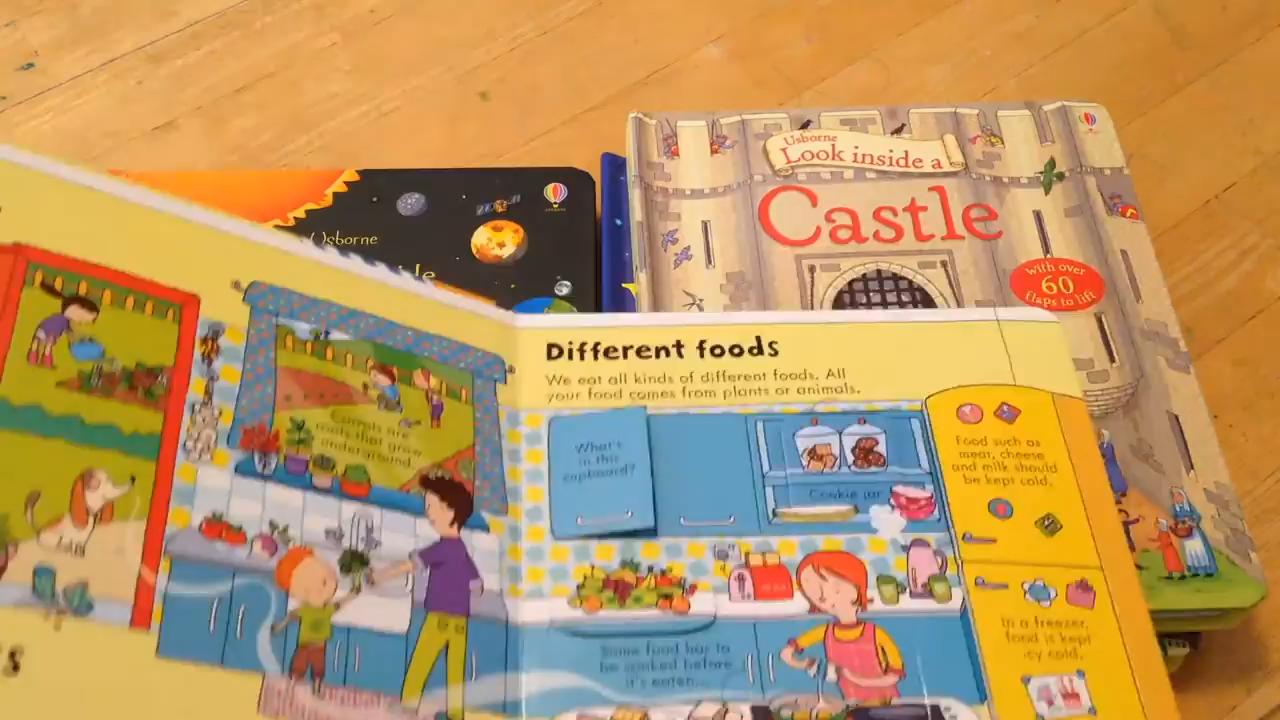 Usborne
Look inside a
Castle
with over
60
flaps to lift
Usborne
Different foods
We eat all kinds of different foods. All
your food comes from plants or animals.
What's
in this
cupboard?
Cookie jar
Food such as
meat, cheese
and milk should
be kept cold.
In a freezer,
food is kept
icy cold.
Some food has to
be cooked before
it's eaten...
Carrots are
roots that grow
underground.